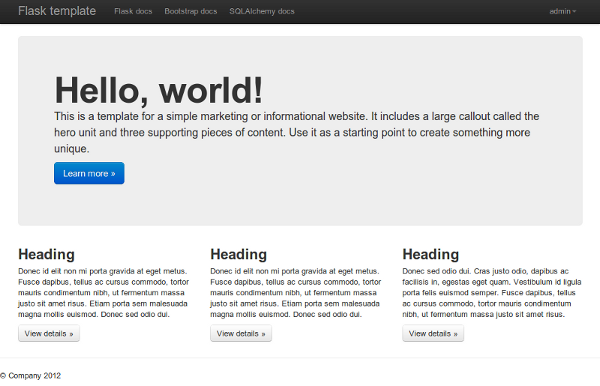 Flask template Flask docs Bootstrap docs SQLAlchemy docs admin
Hello, world!
This is a template for a simple marketing or informational website. It includes a large callout called the
hero unit and three supporting pieces of content. Use it as a starting point to create something more
unique.
Learn more »
Heading
Donec id elit non mi porta gravida at eget metus.
Fusce dapibus, tellus ac cursus commodo, tortor
mauris condimentum nibh, ut fermentum massa
justo sit amet risus. Etiam porta sem malesuada
magna mollis euismod. Donec sed odio dui.
View details »
Heading
Donec id elit non mi porta gravida at eget metus.
Fusce dapibus, tellus ac cursus commodo, tortor
mauris condimentum nibh, ut fermentum massa
justo sit amet risus. Etiam porta sem malesuada
magna mollis euismod. Donec sed odio dui.
View details »
Heading
Donec sed odio dui. Cras justo odio, dapibus ac
facilisis in, egestas eget quam. Vestibulum id ligula
porta felis euismod semper. Fusce dapibus, tellus
ac cursus commodo, tortor mauris condimentum
nibh, ut fermentum massa justo sit amet risus.
View details »
© Company 2012